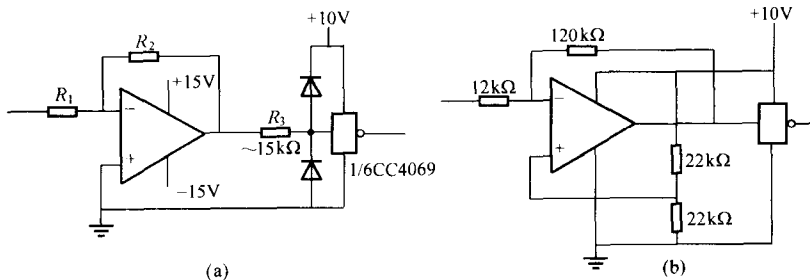 +10V
R2
+15V
R1
−
+
R3
~15kΩ
−15V
1/6CC4069
(a)
+10V
120kΩ
12kΩ
−
+
22kΩ
22kΩ
(b)